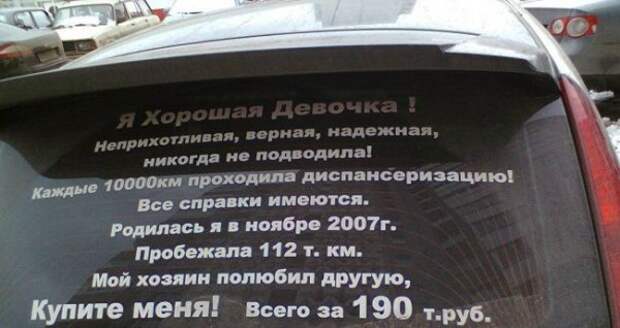 Я Хорошая Девочка !
Неприхотливая, верная, надежная,
никогда не подводила!
Каждые 10000км проходила диспансеризацию!
Все справки имеются.
Родилась я в ноябре 2007г.
Пробежала 112 т. км.
Мой хозяин полюбил другую,
Купите меня! Всего за 190 т.руб.